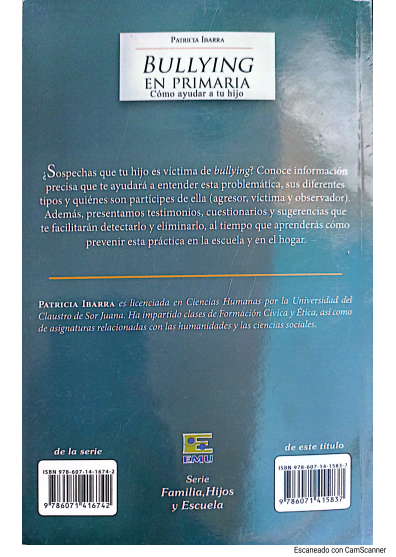 Patricia Ibarra
BULLYING
EN PRIMARIA
Cómo ayudar a tu hijo
¿Sospechas que tu hijo es víctima de bullying? Conoce información
precisa que te ayudará a entender esta problemática, sus diferentes
tipos y quiénes son partícipes de ella (agresor, víctima y observador).
Además, presentamos testimonios, cuestionarios y sugerencias que
te facilitarán detectarlo y eliminarlo, al tiempo que aprenderás cómo
prevenir esta práctica en la escuela y en el hogar.
Patricia Ibarra es licenciada en Ciencias Humanas por la Universidad del
Claustro de Sor Juana. Ha impartido clases de Formación Cívica y Ética, así como
de asignaturas relacionadas con las humanidades y las ciencias sociales.
de la serie
ISBN 978-607-14-1674-2
9 786071 416742
EMU
Serie
Familia, Hijos
y Escuela
de este título
ISBN 978-607-14-1583-7
9 786071 415837
Escaneado con CamScanner